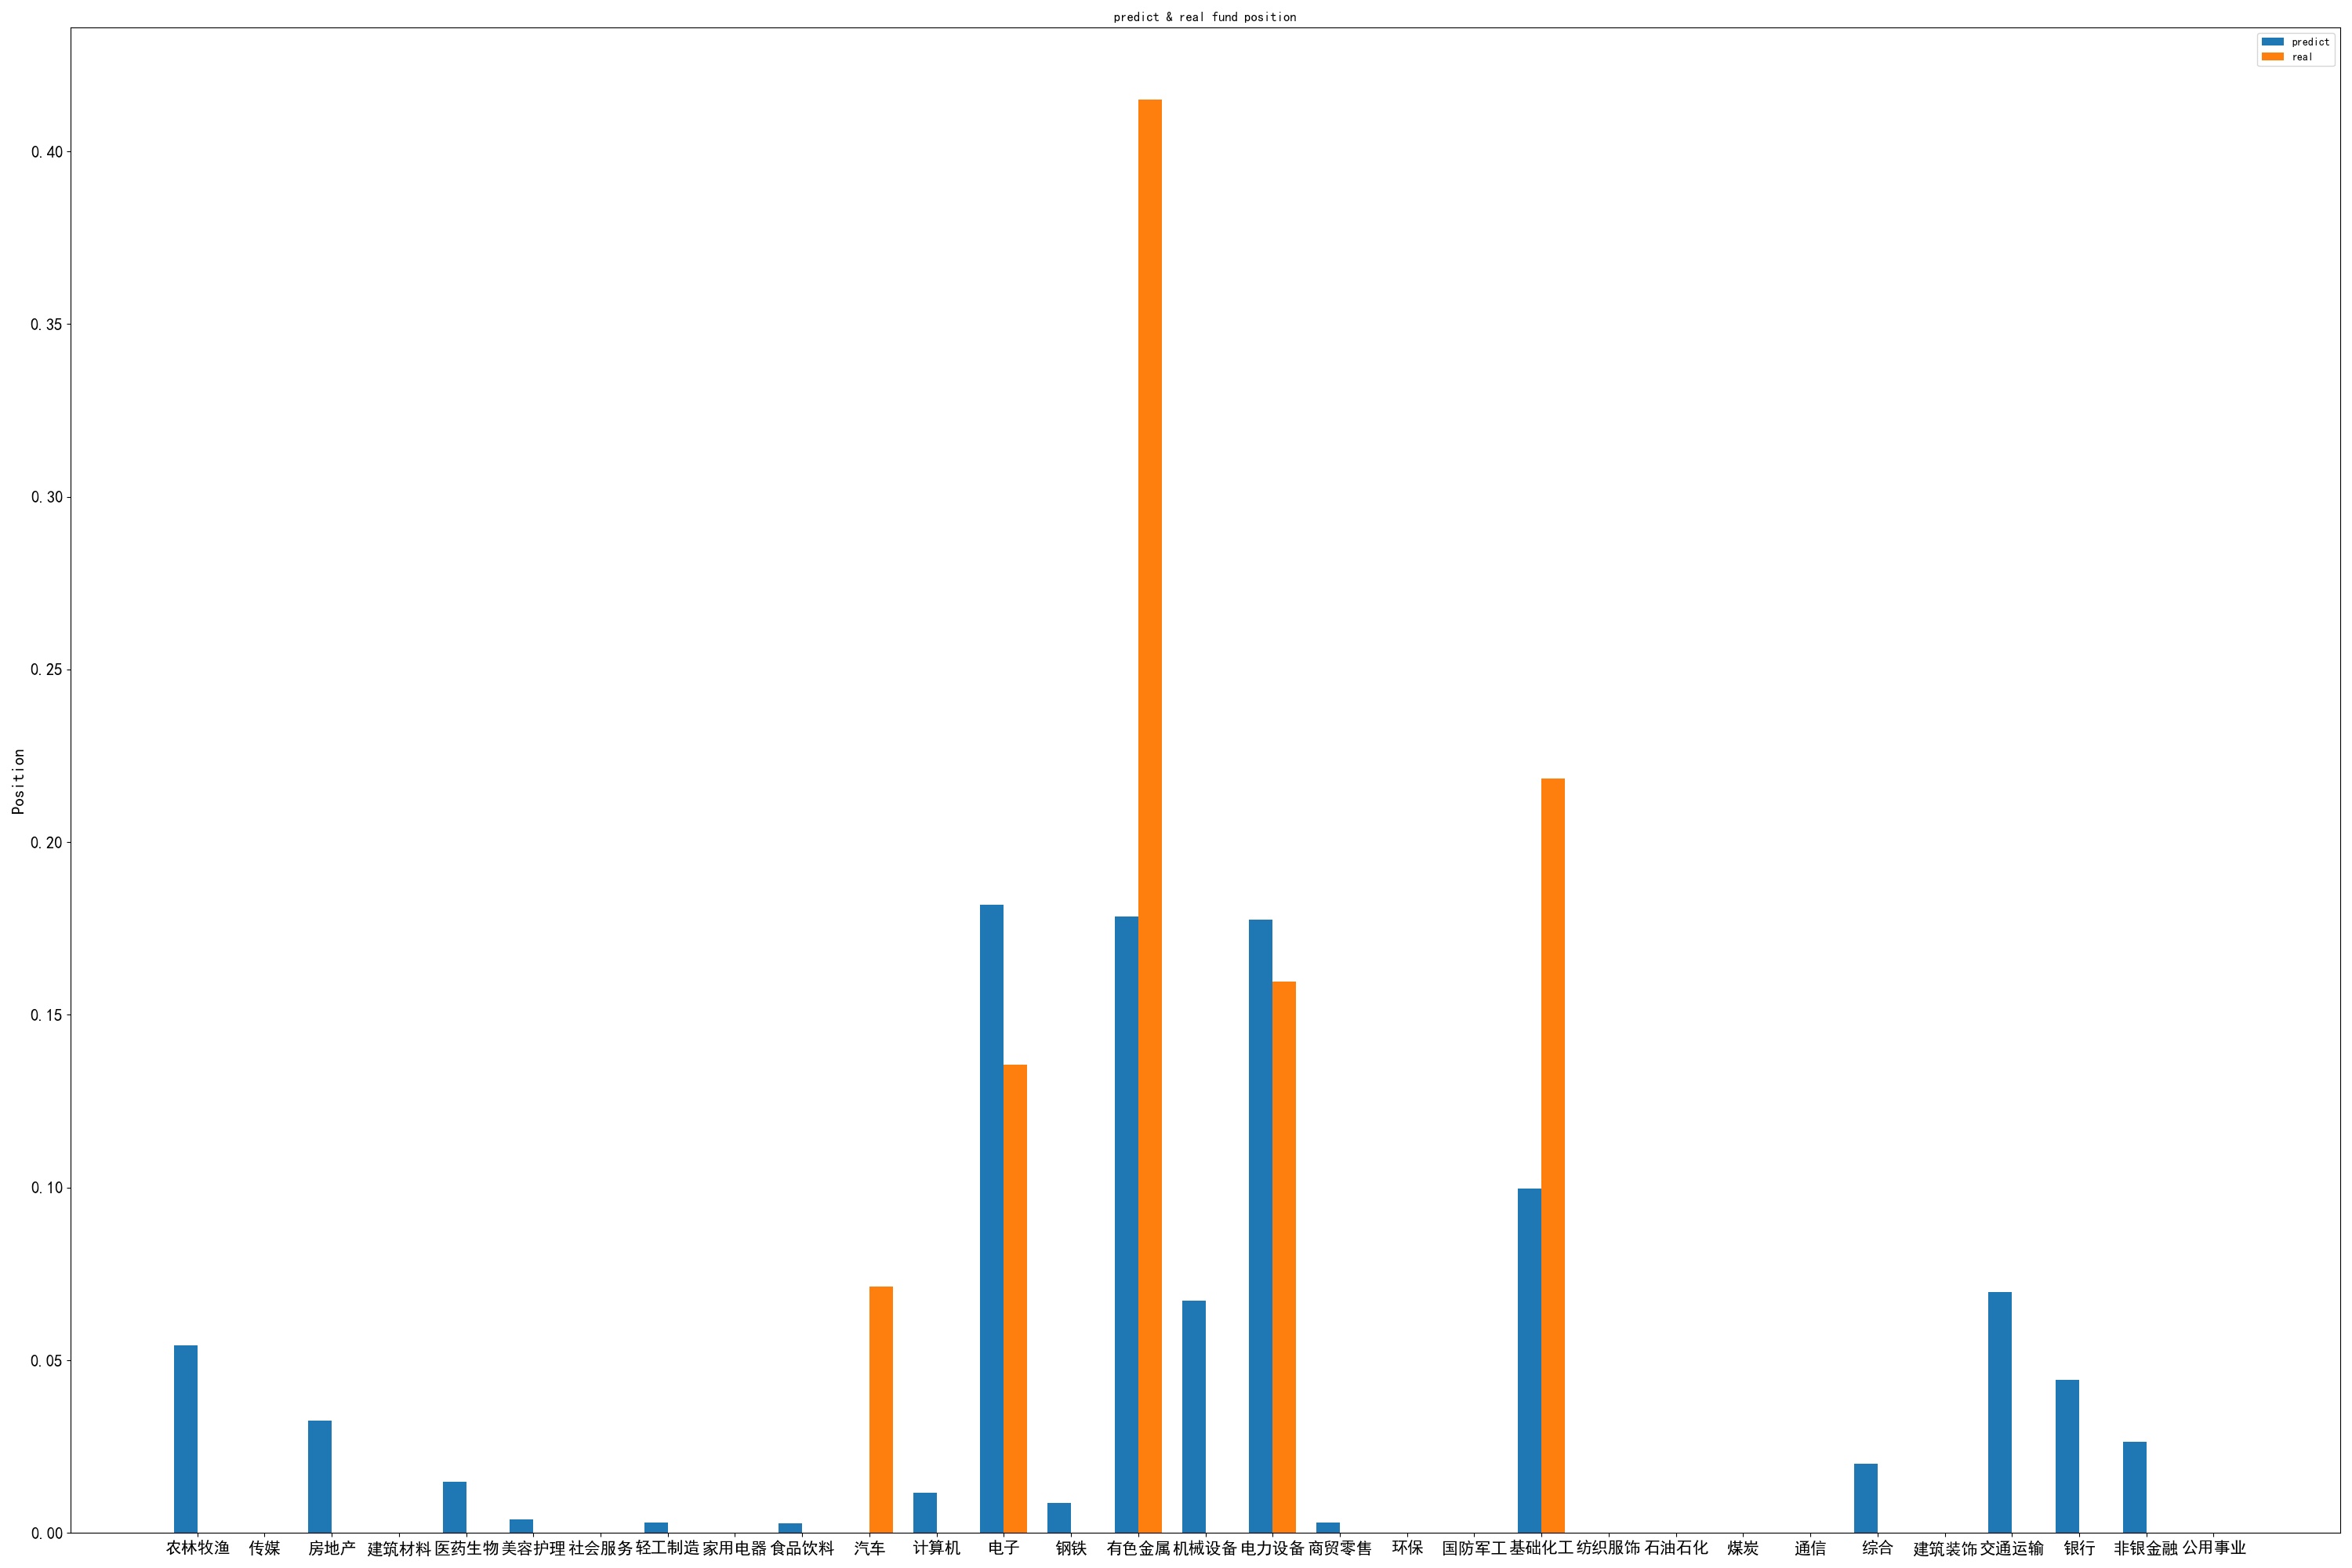 predict & real fund position
predict
real
0.40
0.35
0.30
0.25
0.20
0.15
0.10
0.05
0.00
Position
农林牧渔 传媒 房地产 建筑材料 医药生物 美容护理 社会服务 轻工制造 家用电器 食品饮料 汽车 计算机 电子 钢铁 有色金属 机械设备 电力设备 商贸零售 环保 国防军工 基础化工 纺织服饰 石油石化 煤炭 通信 综合 建筑装饰 交通运输 银行 非银金融 公用事业